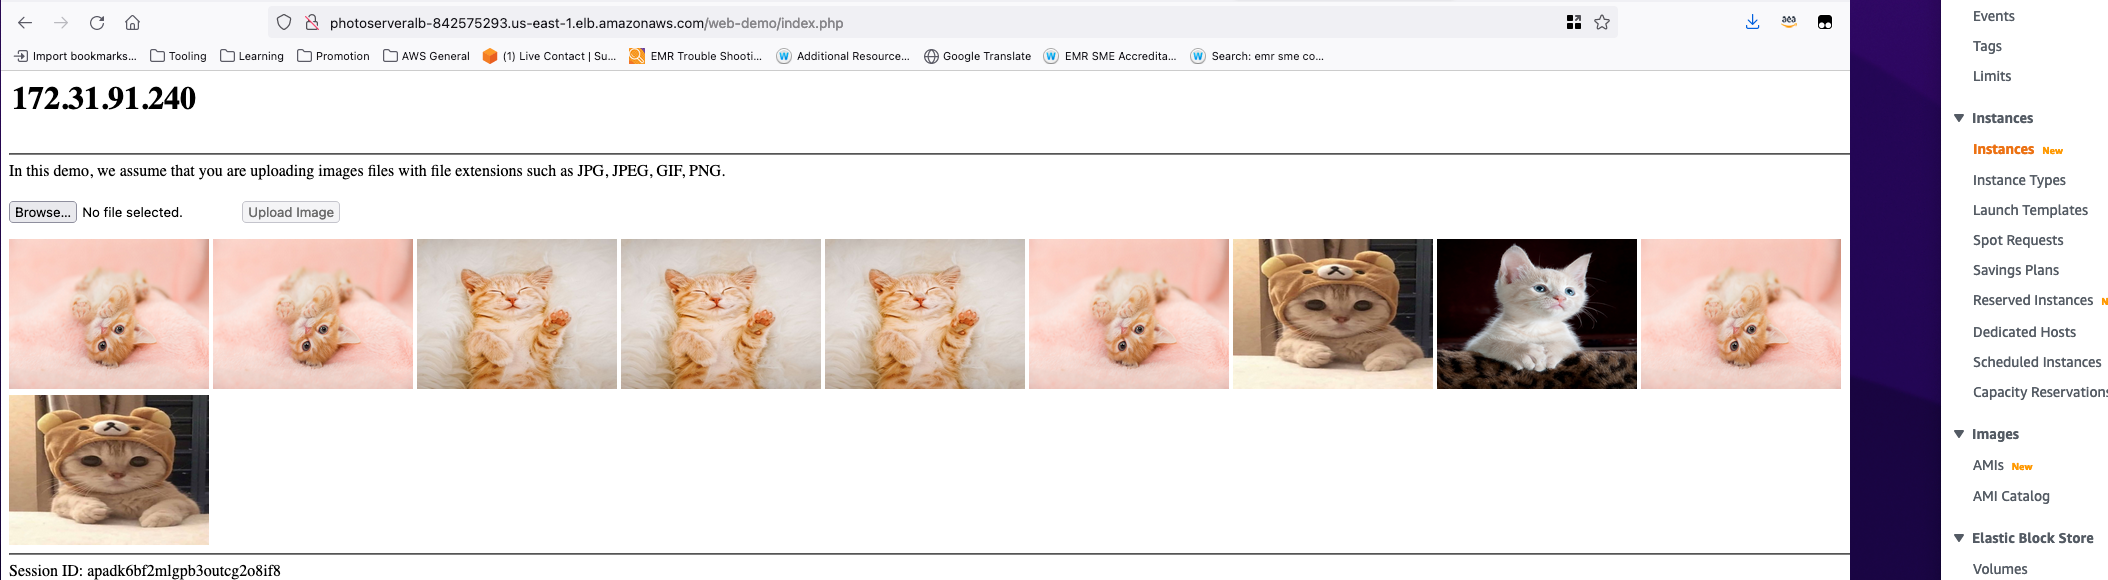 photoserveralb-842575293.us-east-1.elb.amazonaws.com/web-demo/index.php
Import bookmarks... Tooling Learning Promotion AWS General (1) Live Contact | Su... EMR Trouble Shooti... Additional Resource... Google Translate EMR SME Accredita... Search: emr sme co...
172.31.91.240
In this demo, we assume that you are uploading images files with file extensions such as JPG, JPEG, GIF, PNG.
Browse... No file selected. Upload Image
Session ID: apadk6bf2mlgpb3outcg2o8if8
Events
Tags
Limits
Instances
Instances New
Instance Types
Launch Templates
Spot Requests
Savings Plans
Reserved Instances N
Dedicated Hosts
Scheduled Instances
Capacity Reservations
Images
AMIs New
AMI Catalog
Elastic Block Store
Volumes